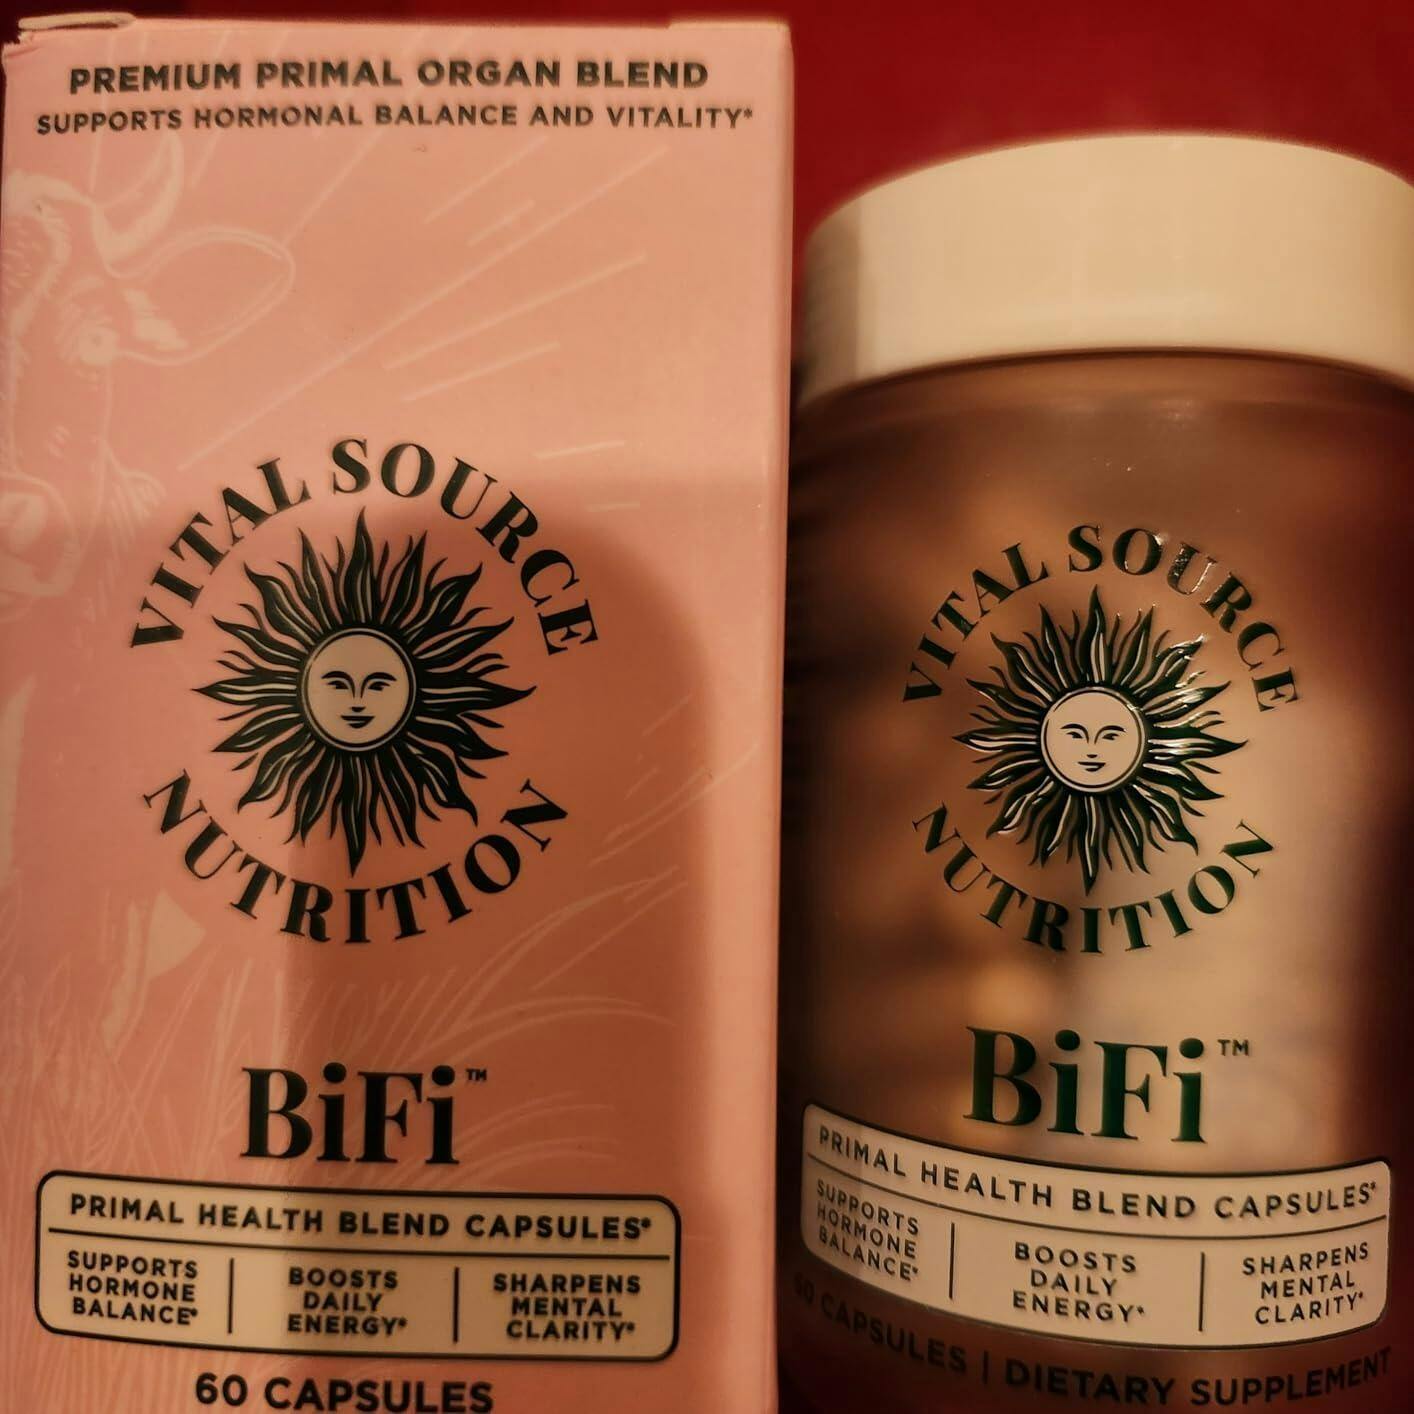 PREMIUM PRIMAL ORGAN BLEND
SUPPORTS HORMONAL BALANCE AND VITALITY*
VITAL SOURCE
NUTRITION
BiFi™
PRIMAL HEALTH BLEND CAPSULES*
SUPPORTS
HORMONE
BALANCE*
BOOSTS
DAILY
ENERGY*
SHARPENS
MENTAL
CLARITY*
60 CAPSULES
VITAL SOURCE
NUTRITION
BiFi™
PRIMAL HEALTH BLEND CAPSULES*
SUPPORTS
HORMONE
BALANCE*
BOOSTS
DAILY
ENERGY*
SHARPENS
MENTAL
CLARITY*
60 CAPSULES | DIETARY SUPPLEMENT